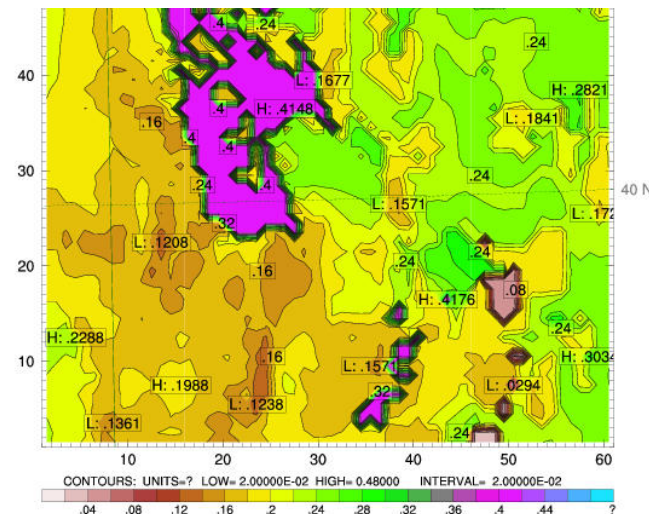 .4 .24
.24
40
L: .1677
H: .2821
.4 H: .4148
.16 L: .1841
.4
.4
30
.24 .4 .24
40 N
L: .1571
L: .172
.32
L: .1208
.24
.24
20
.16
.08
H: .4176
H: .2288
.24
.16 H: .3034
10
L: .1571
L: .1988
L: .0294
.32
L: .1238
L: .1361
.24
10 20 30 40 50 60
CONTOURS: UNITS=? LOW= 2.00000E-02 HIGH= 0.48000 INTERVAL= 2.00000E-02
.04 .08 .12 .16 .2 .24 .28 .32 .36 .4 .44 ?